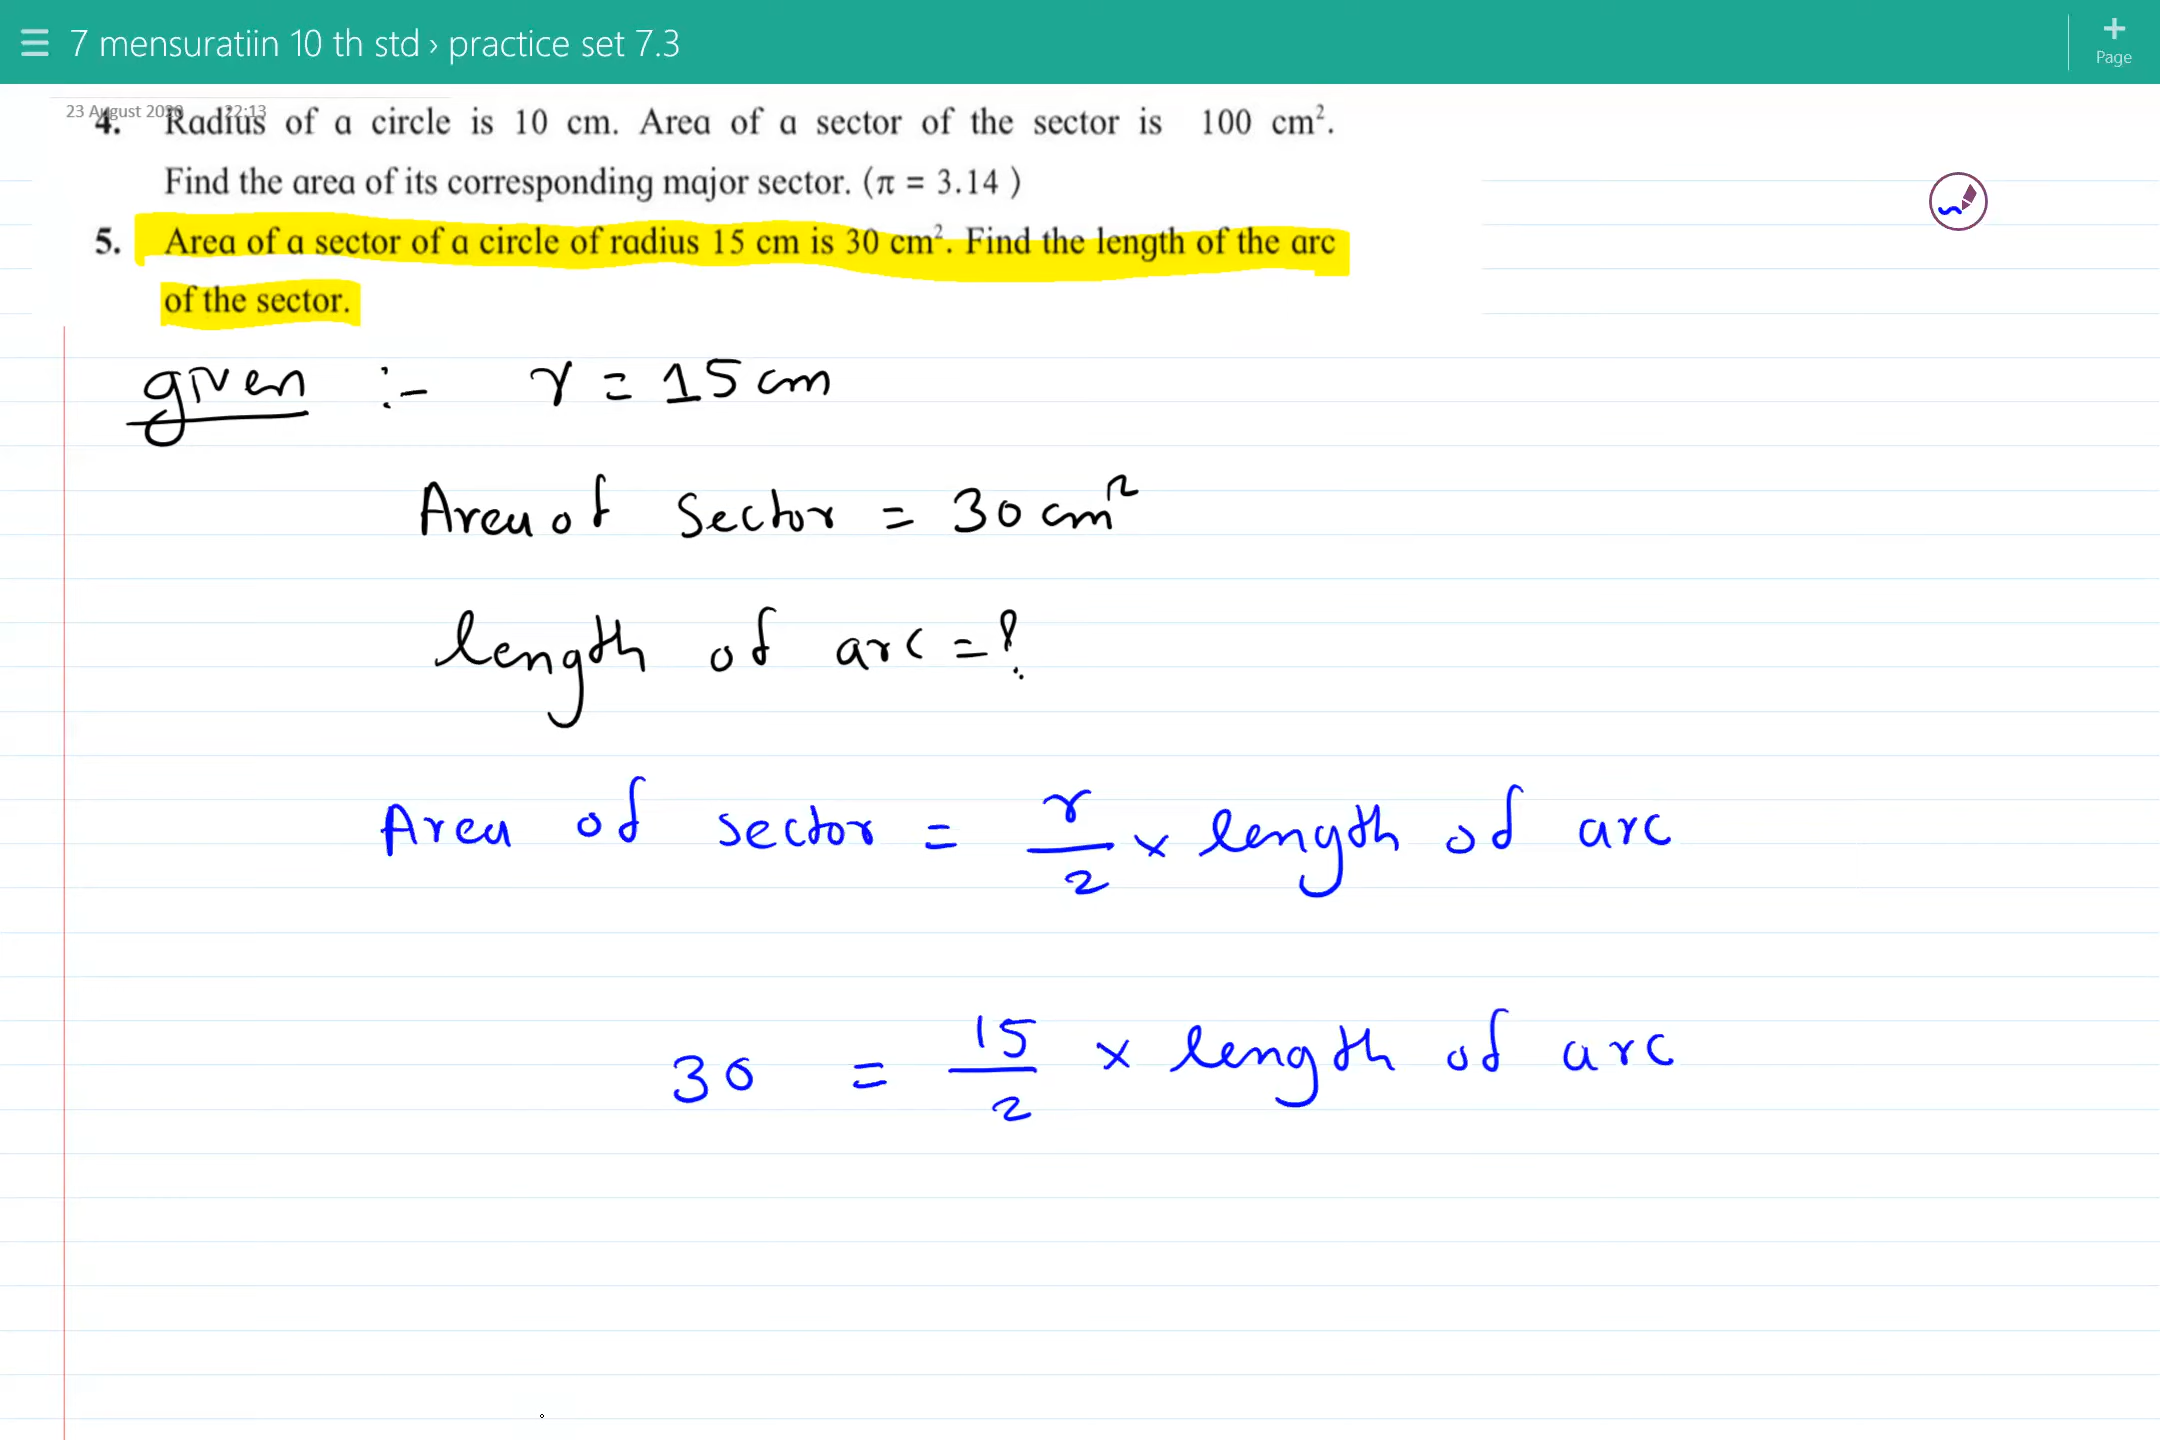 7 mensuratiin 10 th std › practice set 7.3
+
Page
23 August 2020 22:13
4. Radius of a circle is 10 cm. Area of a sector of the sector is 100 cm².
Find the area of its corresponding major sector. (π = 3.14 )
5. Area of a sector of a circle of radius 15 cm is 30 cm². Find the length of the arc
of the sector.
given :- r = 15 cm
Area of sector = 30 cm²
length of arc = ?
Area of sector = r/2 × length of arc
30 = 15/2 × length of arc